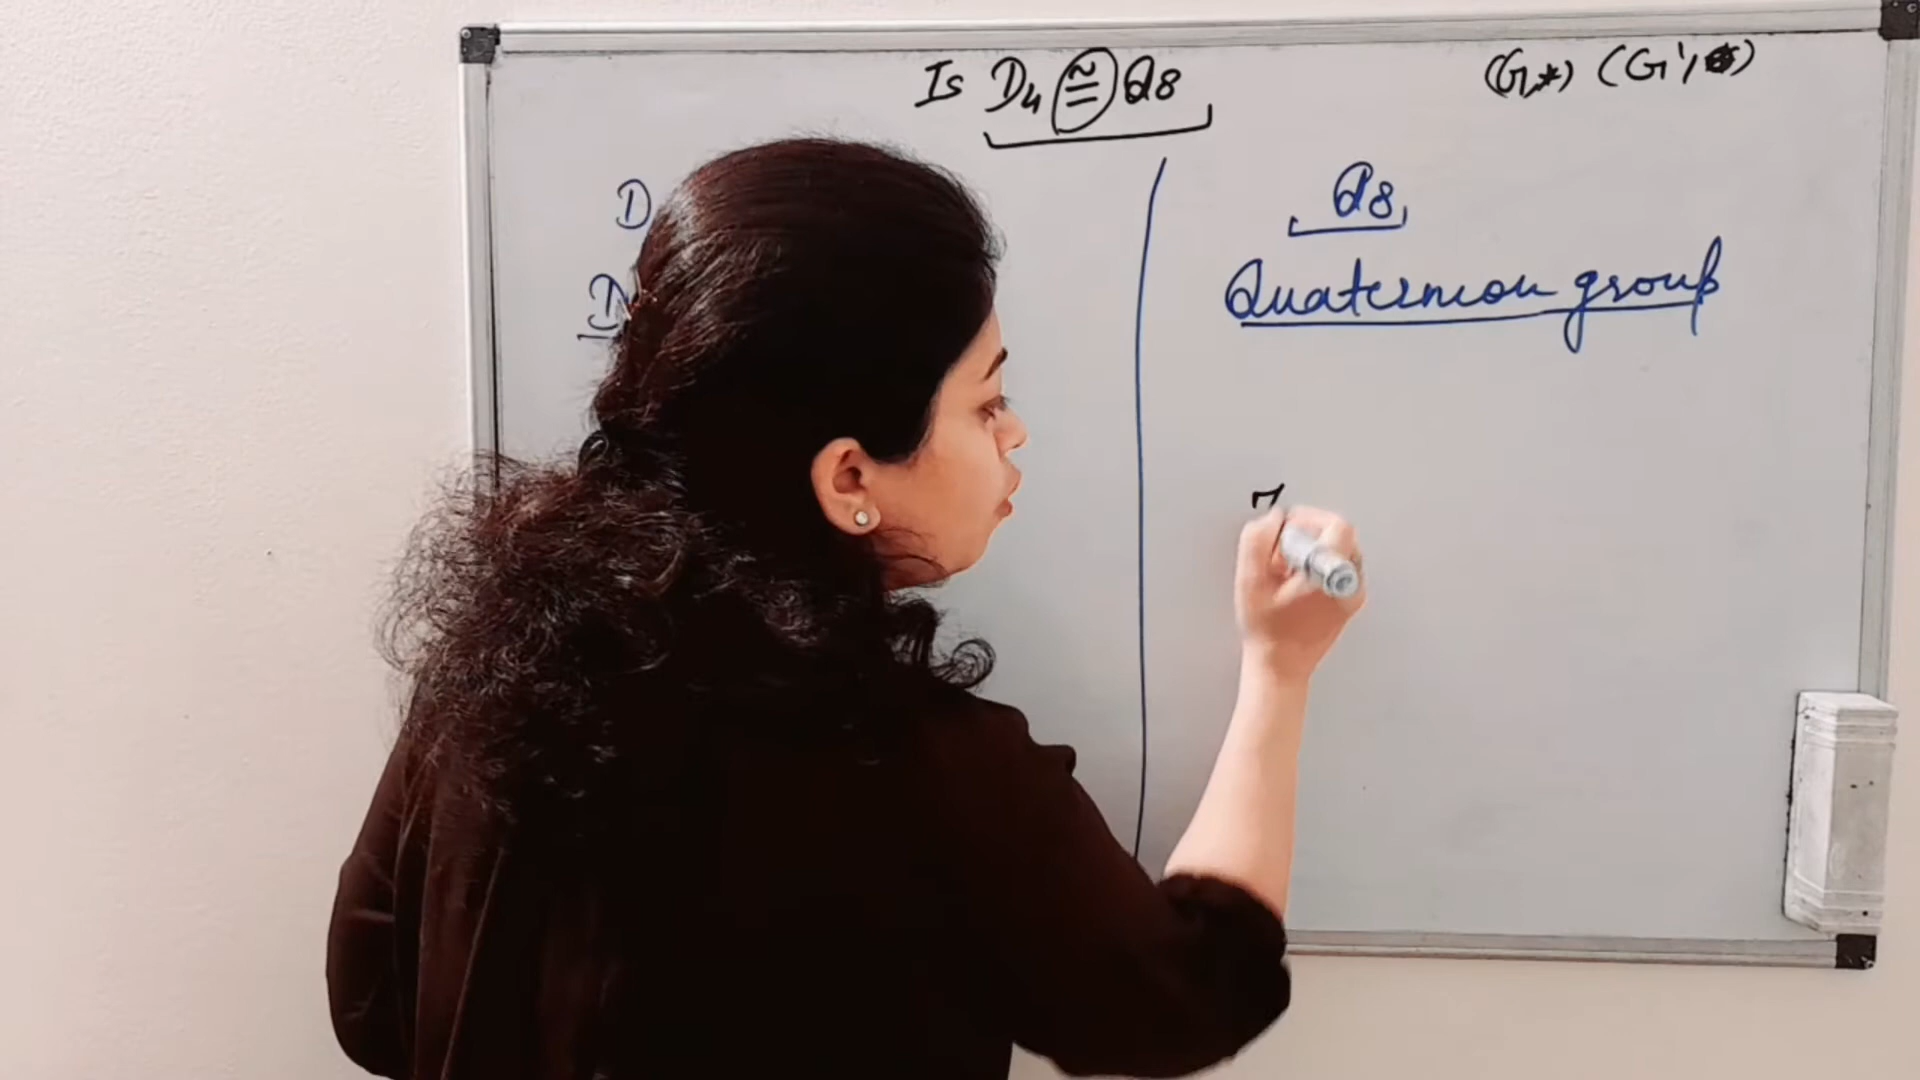 Is D4 ≅ Q8
(G,*) (G',
D
D
Q8
Quaternion group